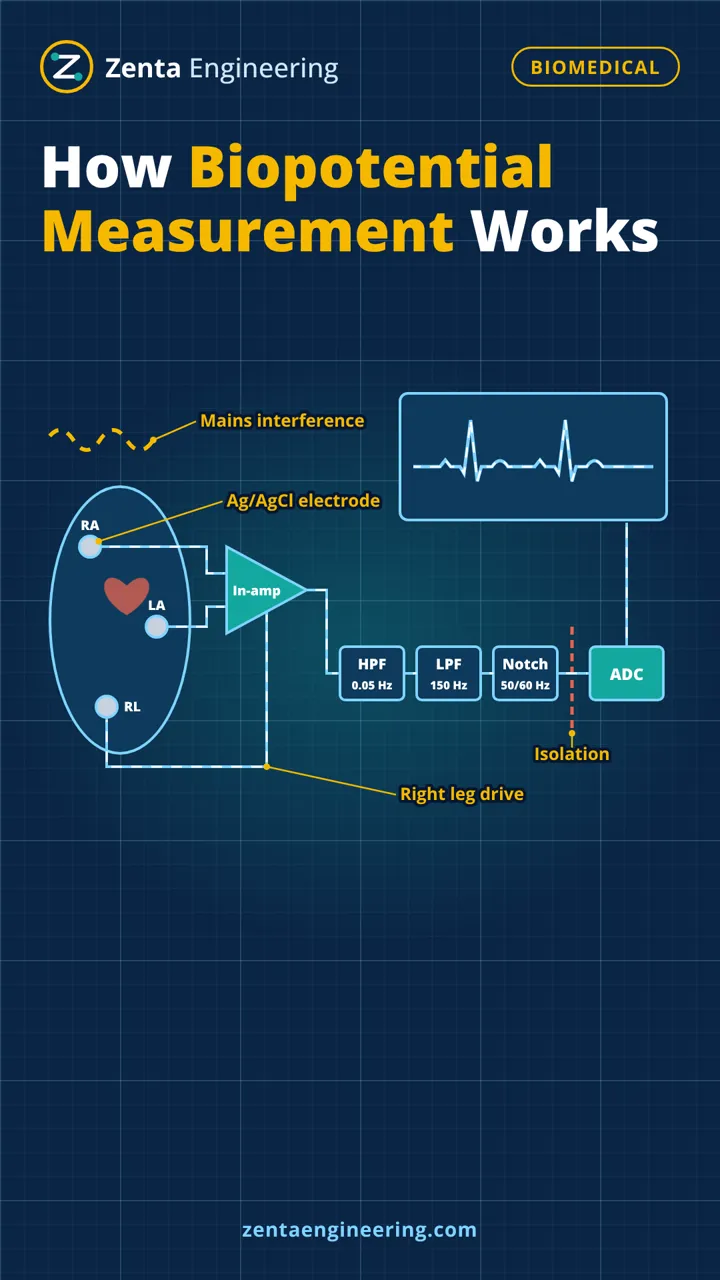 Zenta Engineering
BIOMEDICAL
How Biopotential
Measurement Works
Mains interference
Ag/AgCl electrode
RA
LA
In-amp
RL
HPF
0.05 Hz
LPF
150 Hz
Notch
50/60 Hz
ADC
Isolation
Right leg drive
zentaengineering.com